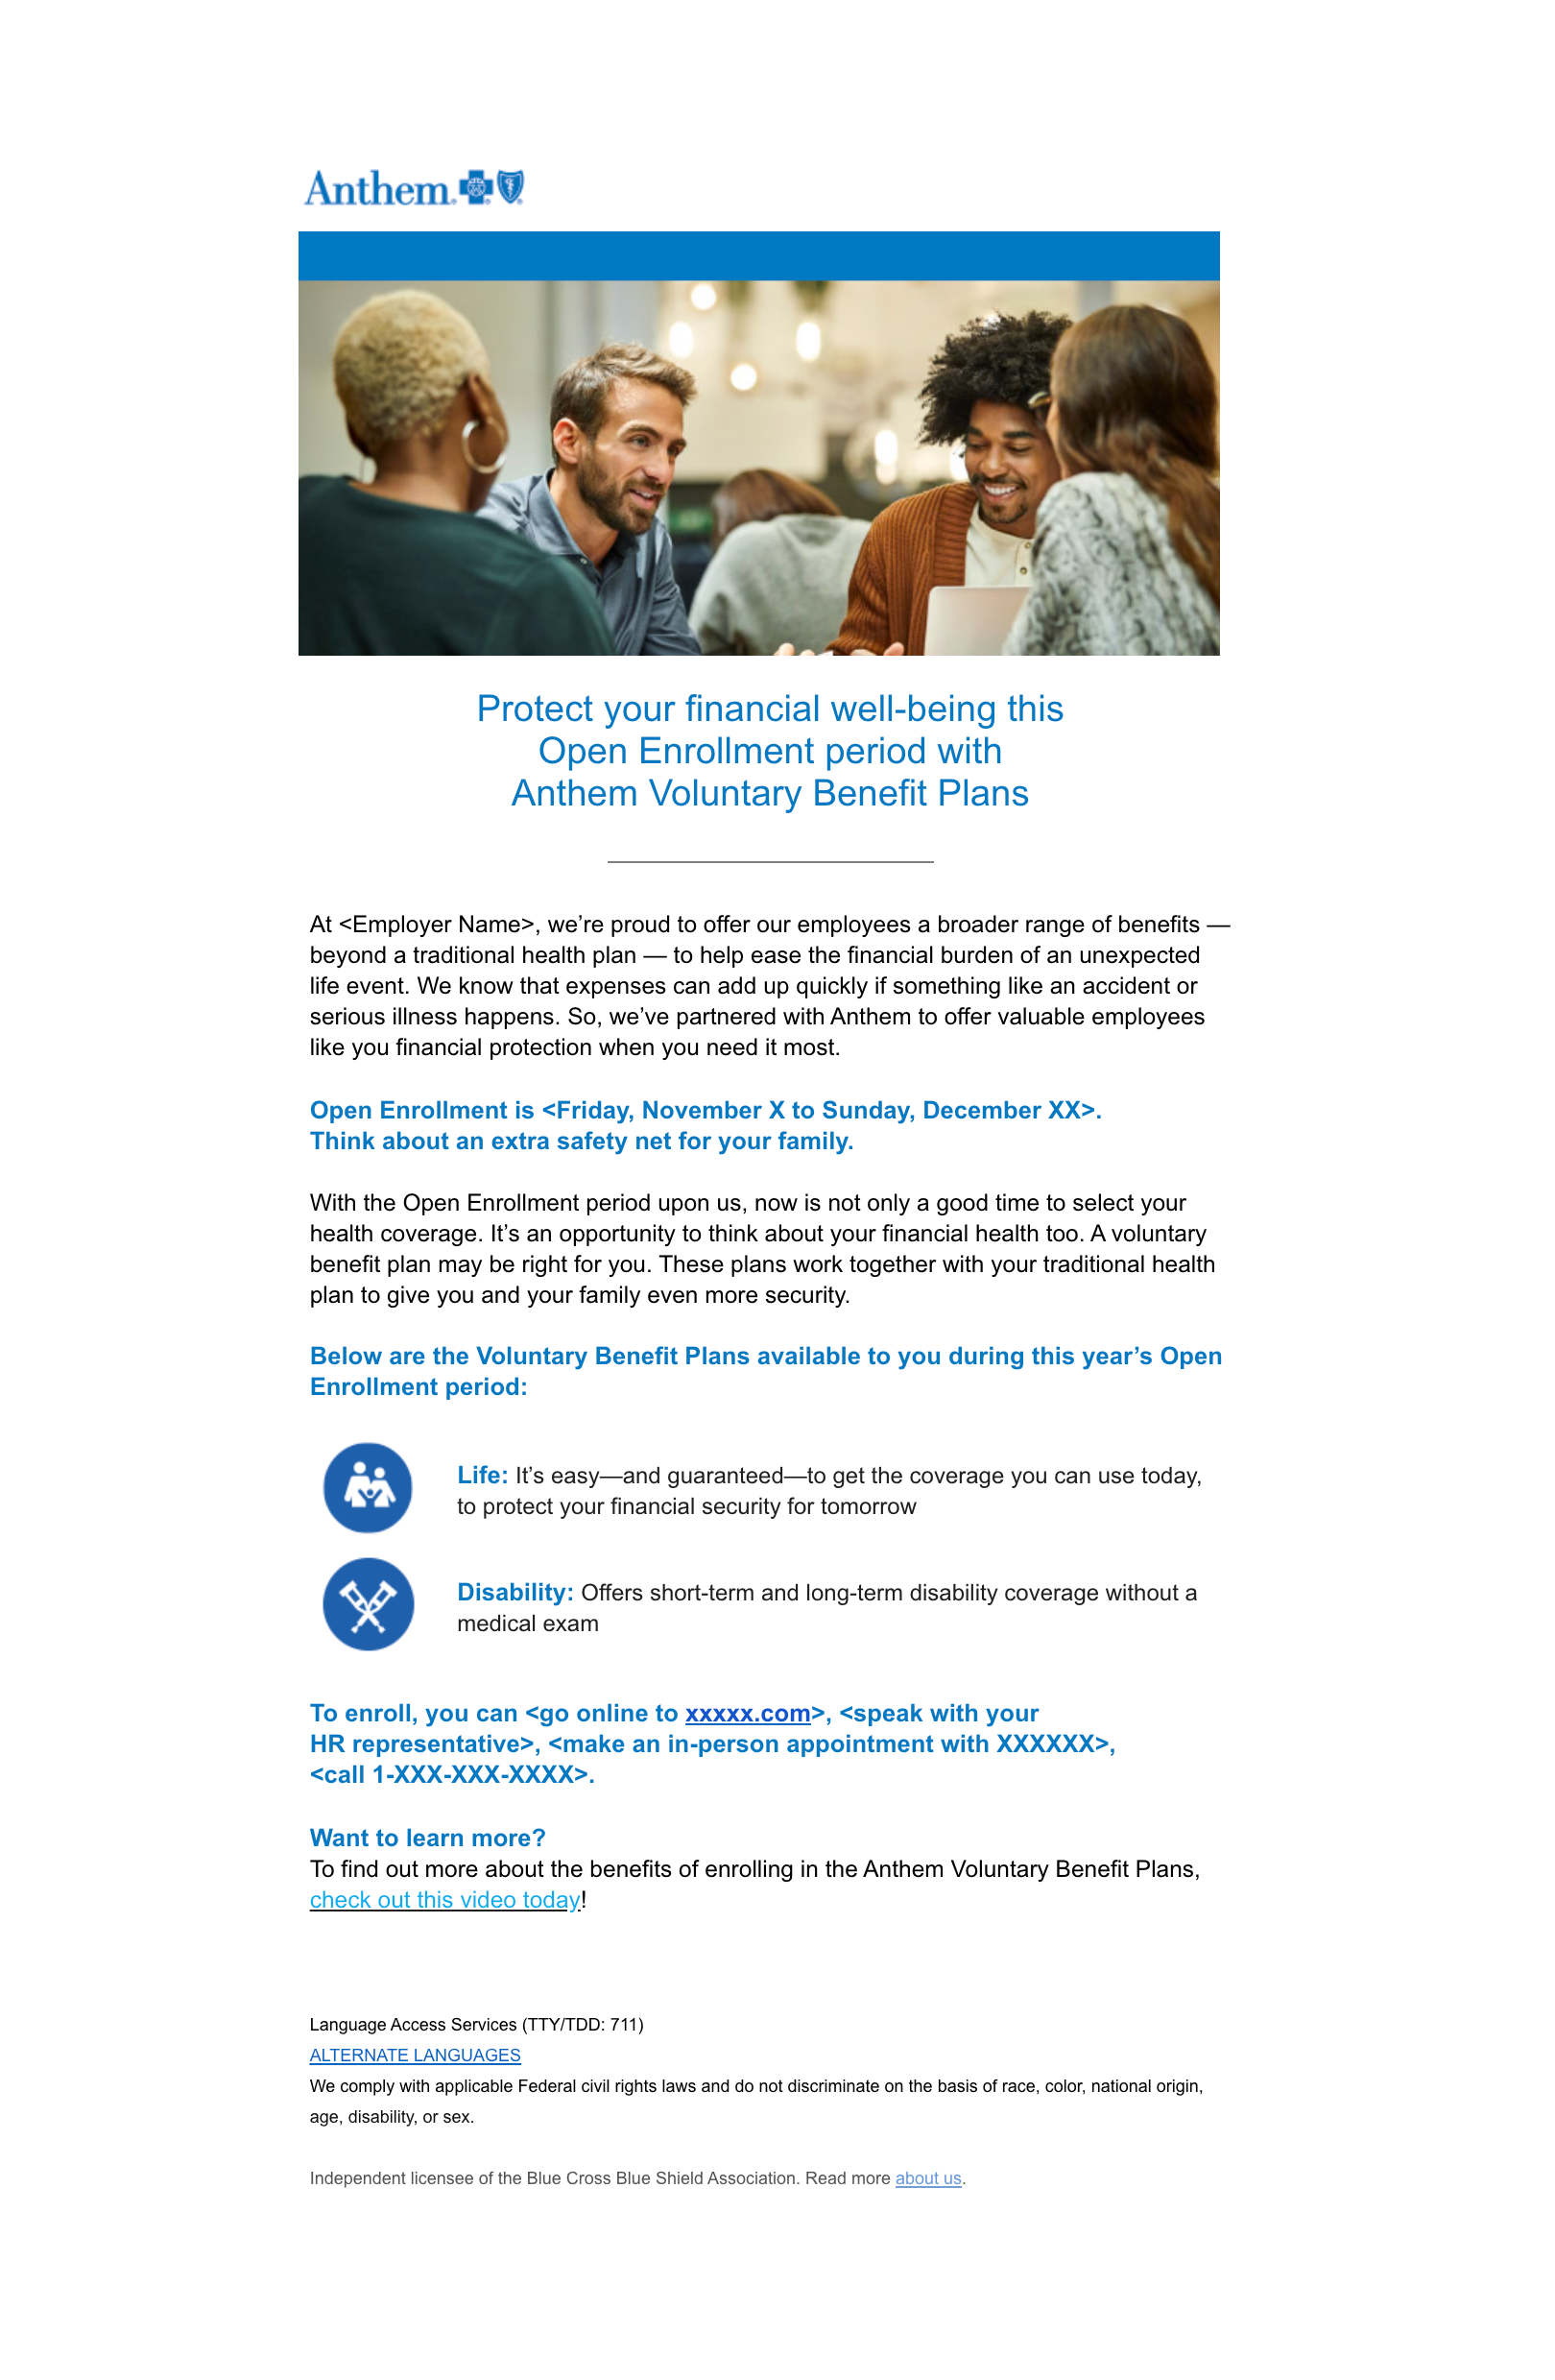 Anthem
Protect your financial well-being this
Open Enrollment period with
Anthem Voluntary Benefit Plans
At <Employer Name>, we’re proud to offer our employees a broader range of benefits —
beyond a traditional health plan — to help ease the financial burden of an unexpected
life event. We know that expenses can add up quickly if something like an accident or
serious illness happens. So, we’ve partnered with Anthem to offer valuable employees
like you financial protection when you need it most.
Open Enrollment is <Friday, November X to Sunday, December XX>.
Think about an extra safety net for your family.
With the Open Enrollment period upon us, now is not only a good time to select your
health coverage. It’s an opportunity to think about your financial health too. A voluntary
benefit plan may be right for you. These plans work together with your traditional health
plan to give you and your family even more security.
Below are the Voluntary Benefit Plans available to you during this year’s Open
Enrollment period:
Life: It’s easy—and guaranteed—to get the coverage you can use today,
to protect your financial security for tomorrow
Disability: Offers short-term and long-term disability coverage without a
medical exam
To enroll, you can <go online to xxxxx.com>, <speak with your
HR representative>, <make an in-person appointment with XXXXXX>,
<call 1-XXX-XXX-XXXX>.
Want to learn more?
To find out more about the benefits of enrolling in the Anthem Voluntary Benefit Plans,
check out this video today!
Language Access Services (TTY/TDD: 711)
ALTERNATE LANGUAGES
We comply with applicable Federal civil rights laws and do not discriminate on the basis of race, color, national origin,
age, disability, or sex.
Independent licensee of the Blue Cross Blue Shield Association. Read more about us.